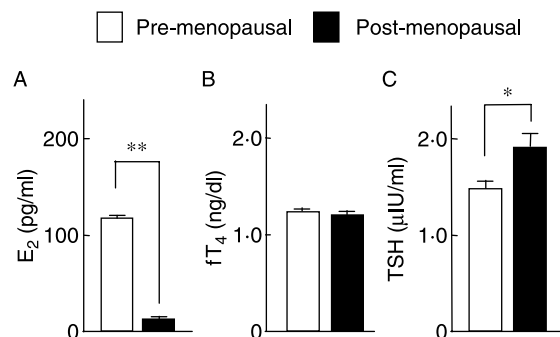 Pre-menopausal Post-menopausal
A
E₂ (pg/ml)
200
100
0
**
B
fT₄ (ng/dl)
2·0
1·0
0
C
TSH (μIU/ml)
2·0
1·0
0
*